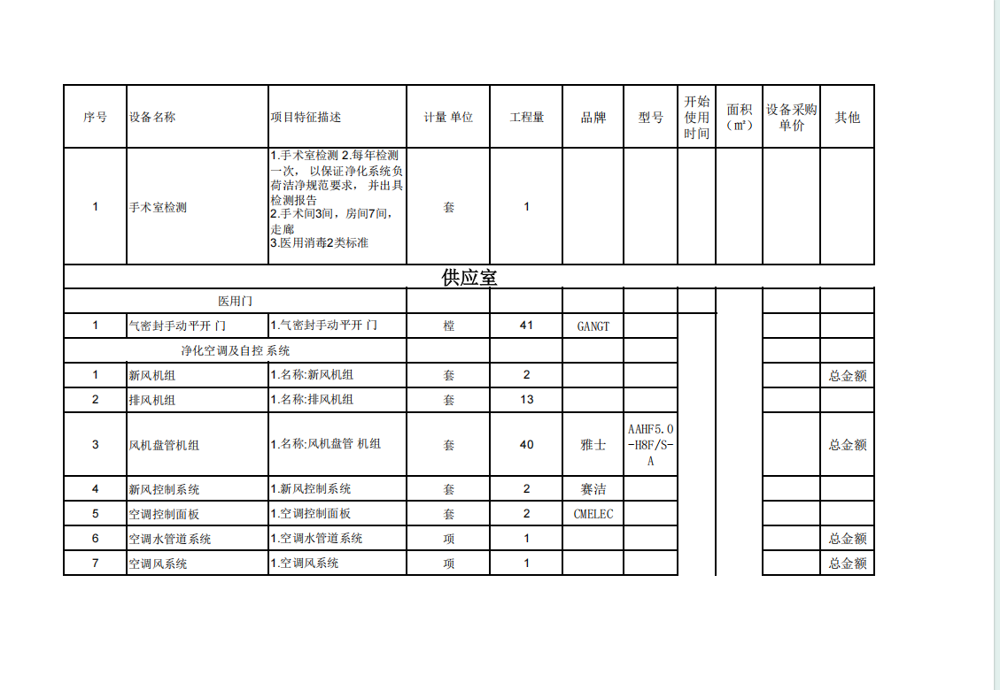 序号 设备名称 项目特征描述 计量 单位 工程量 品牌 型号 开始使用时间 面积（㎡） 设备采购单价 其他
1 手术室检测 1.手术室检测 2.每年检测
一次， 以保证净化系统负
荷洁净规范要求， 并出具
检测报告
2.手术间3间，房间7间，
走廊
3.医用消毒2类标准 套 1
供应室
医用门
1 气密封手动平开 门 1.气密封手动平开 门 樘 41 GANGT
净化空调及自控 系统
1 新风机组 1.名称:新风机组 套 2 总金额
2 排风机组 1.名称:排风机组 套 13
3 风机盘管机组 1.名称:风机盘管 机组 套 40 雅士 AAHF5.0-H8F/S-A 总金额
4 新风控制系统 1.新风控制系统 套 2 赛洁
5 空调控制面板 1.空调控制面板 套 2 CMELEC
6 空调水管道系统 1.空调水管道系统 项 1 总金额
7 空调风系统 1.空调风系统 项 1 总金额